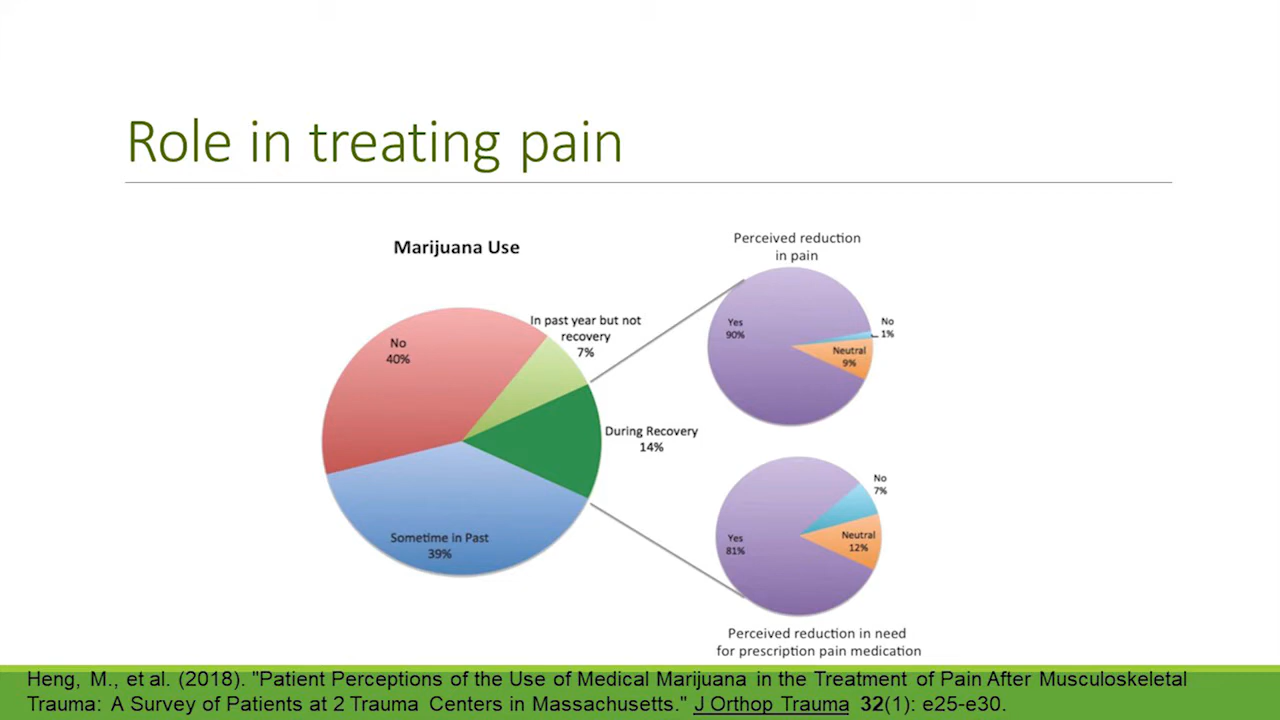 Role in treating pain
Marijuana Use
No
40%
In past year but not
recovery
7%
During Recovery
14%
Sometime in Past
39%
Perceived reduction
in pain
Yes
90%
No
1%
Neutral
9%
No
7%
Yes
81%
Neutral
12%
Perceived reduction in need
for prescription pain medication
Heng, M., et al. (2018). "Patient Perceptions of the Use of Medical Marijuana in the Treatment of Pain After Musculoskeletal
Trauma: A Survey of Patients at 2 Trauma Centers in Massachusetts." J Orthop Trauma 32(1): e25-e30.